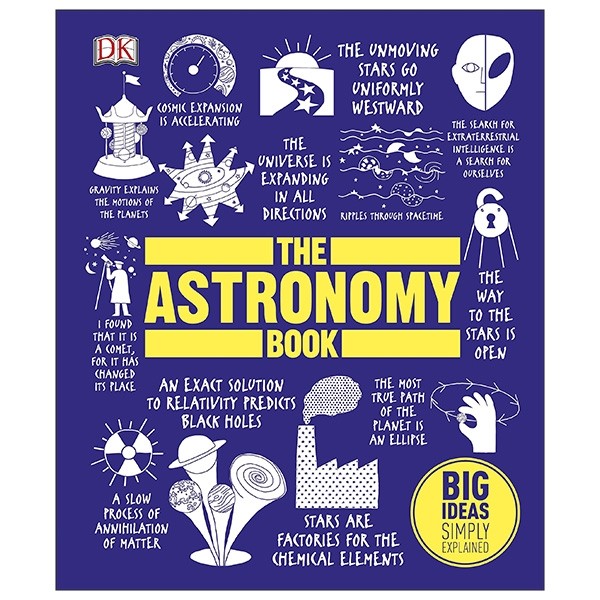 DK
COSMIC EXPANSION
IS ACCELERATING
THE UNMOVING
STARS GO
UNIFORMLY
WESTWARD
THE SEARCH FOR
EXTRATERRESTRIAL
INTELLIGENCE IS
A SEARCH FOR
OURSELVES
GRAVITY EXPLAINS
THE MOTIONS OF
THE PLANETS
THE
UNIVERSE IS
EXPANDING
IN ALL
DIRECTIONS
RIPPLES THROUGH SPACETIME
THE
ASTRONOMY
BOOK
THE
WAY
TO THE
STARS IS
OPEN
I FOUND
THAT IT IS
A COMET,
FOR IT HAS
CHANGED
ITS PLACE
AN EXACT SOLUTION
TO RELATIVITY PREDICTS
BLACK HOLES
THE MOST
TRUE PATH
OF THE
PLANET IS
AN ELLIPSE
A SLOW
PROCESS OF
ANNIHILATION
OF MATTER
STARS ARE
FACTORIES FOR THE
CHEMICAL ELEMENTS
BIG
IDEAS
SIMPLY
EXPLAINED